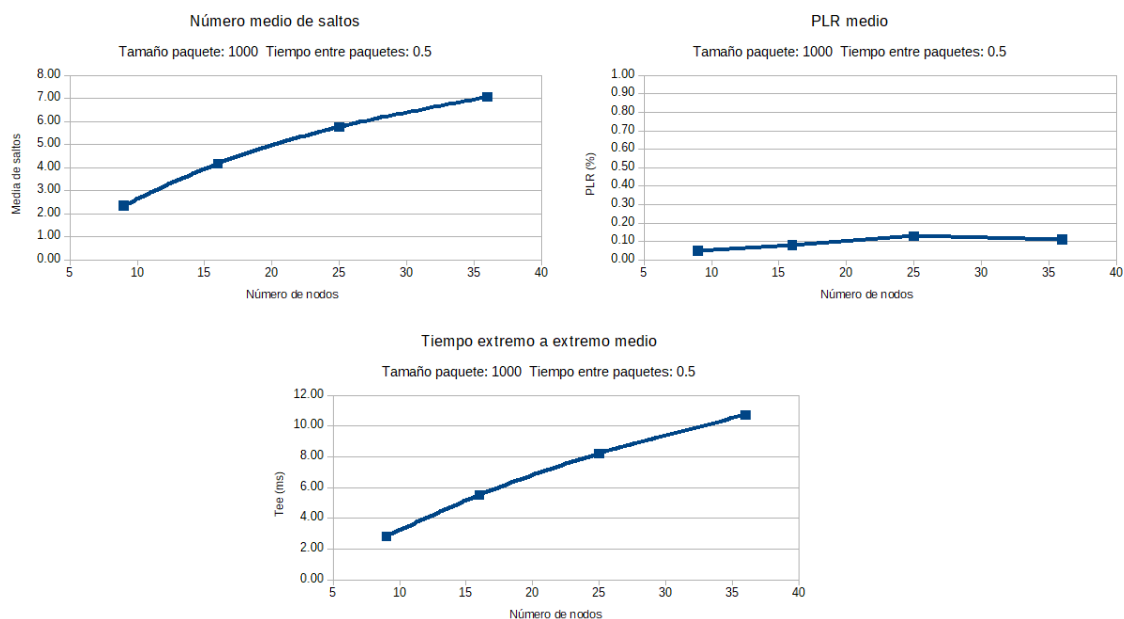 Número medio de saltos
Tamaño paquete: 1000 Tiempo entre paquetes: 0.5
8.00
7.00
6.00
5.00
4.00
3.00
2.00
1.00
0.00
Media de saltos
5 10 15 20 25 30 35 40
Número de nodos
PLR medio
Tamaño paquete: 1000 Tiempo entre paquetes: 0.5
1.00
0.90
0.80
0.70
0.60
0.50
0.40
0.30
0.20
0.10
0.00
PLR (%)
5 10 15 20 25 30 35 40
Número de nodos
Tiempo extremo a extremo medio
Tamaño paquete: 1000 Tiempo entre paquetes: 0.5
12.00
10.00
8.00
6.00
4.00
2.00
0.00
Tee (ms)
5 10 15 20 25 30 35 40
Número de nodos